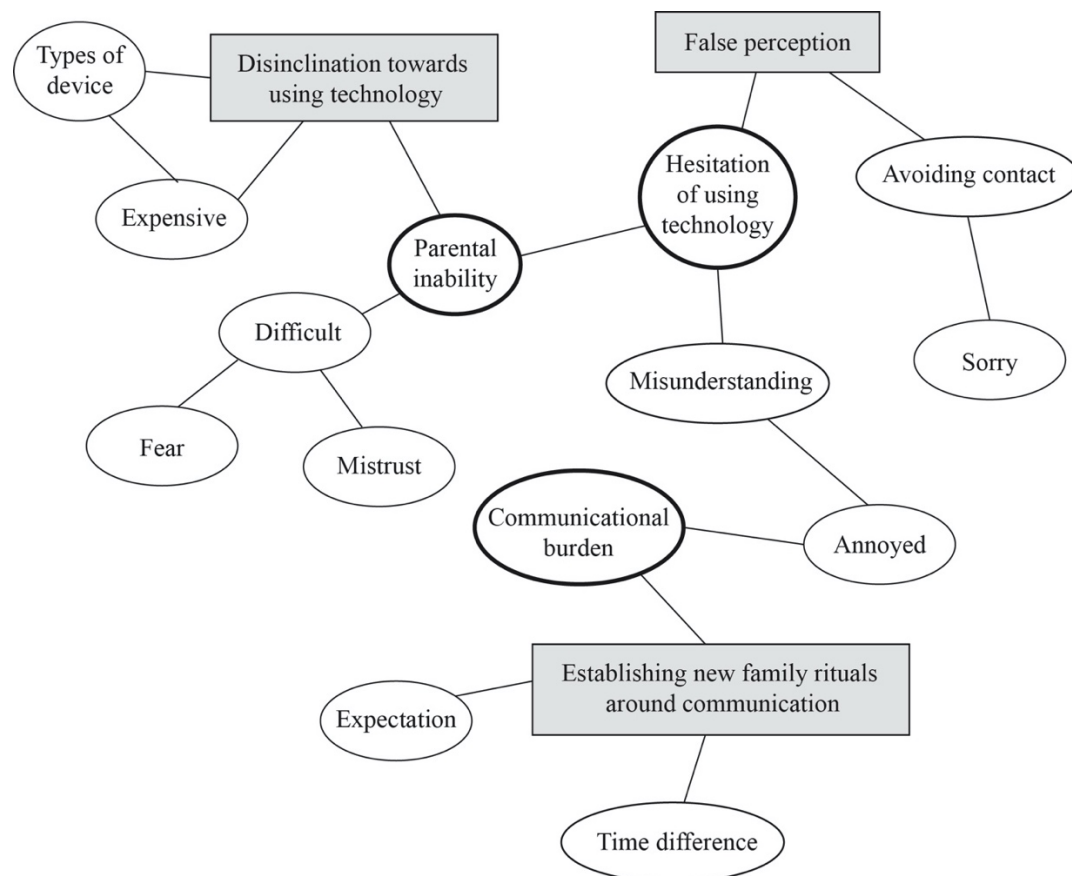 Types of
device
Disinclination towards
using technology
False perception
Expensive
Parental
inability
Hesitation
of using
technology
Avoiding contact
Difficult
Misunderstanding
Sorry
Fear
Mistrust
Communicational
burden
Annoyed
Establishing new family rituals
around communication
Expectation
Time difference